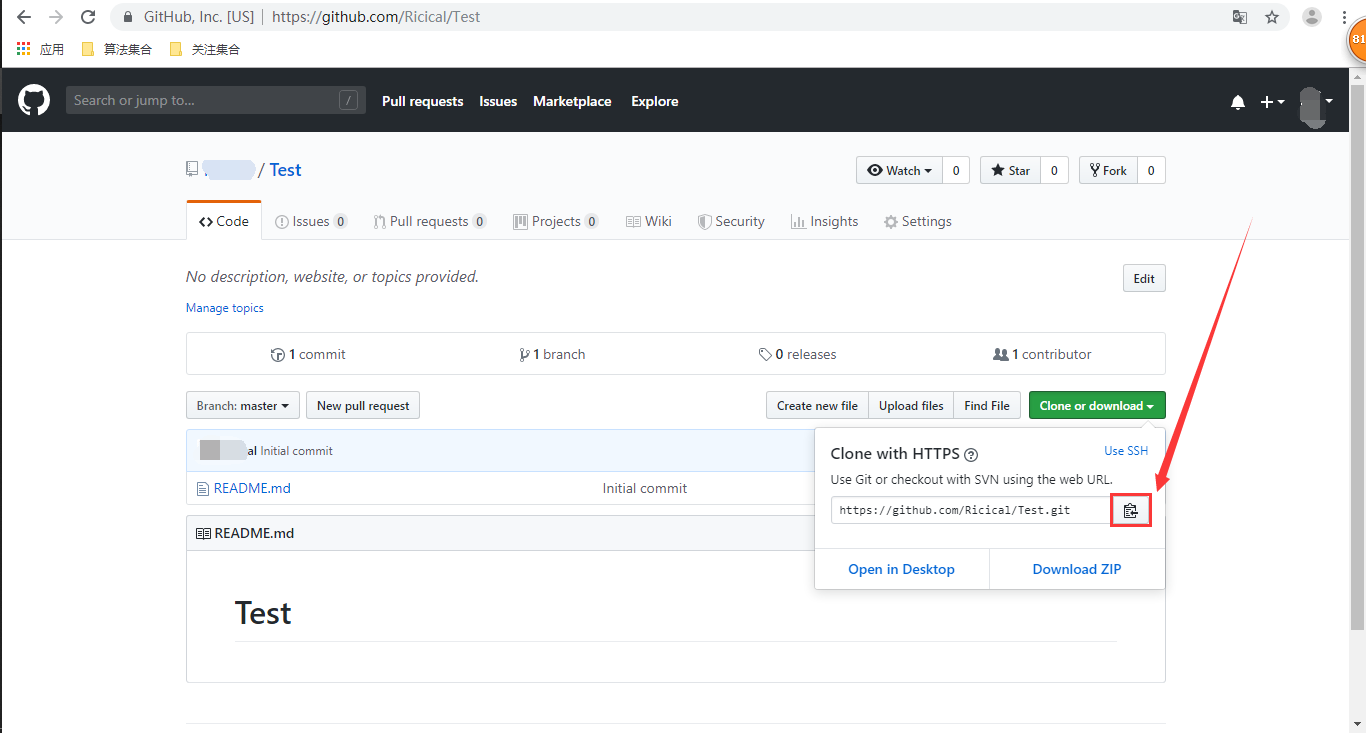 GitHub, Inc. [US] | https://github.com/Ricical/Test
81
应用 算法集合 关注集合
Search or jump to... / Pull requests Issues Marketplace Explore
/ Test
Watch 0 Star 0 Fork 0
Code Issues 0 Pull requests 0 Projects 0 Wiki Security Insights Settings
No description, website, or topics provided. Edit
Manage topics
1 commit 1 branch 0 releases 1 contributor
Branch: master New pull request Create new file Upload files Find File Clone or download
al Initial commit
README.md Initial commit
Clone with HTTPS ? Use SSH
Use Git or checkout with SVN using the web URL.
https://github.com/Ricical/Test.git
Open in Desktop Download ZIP
README.md
Test